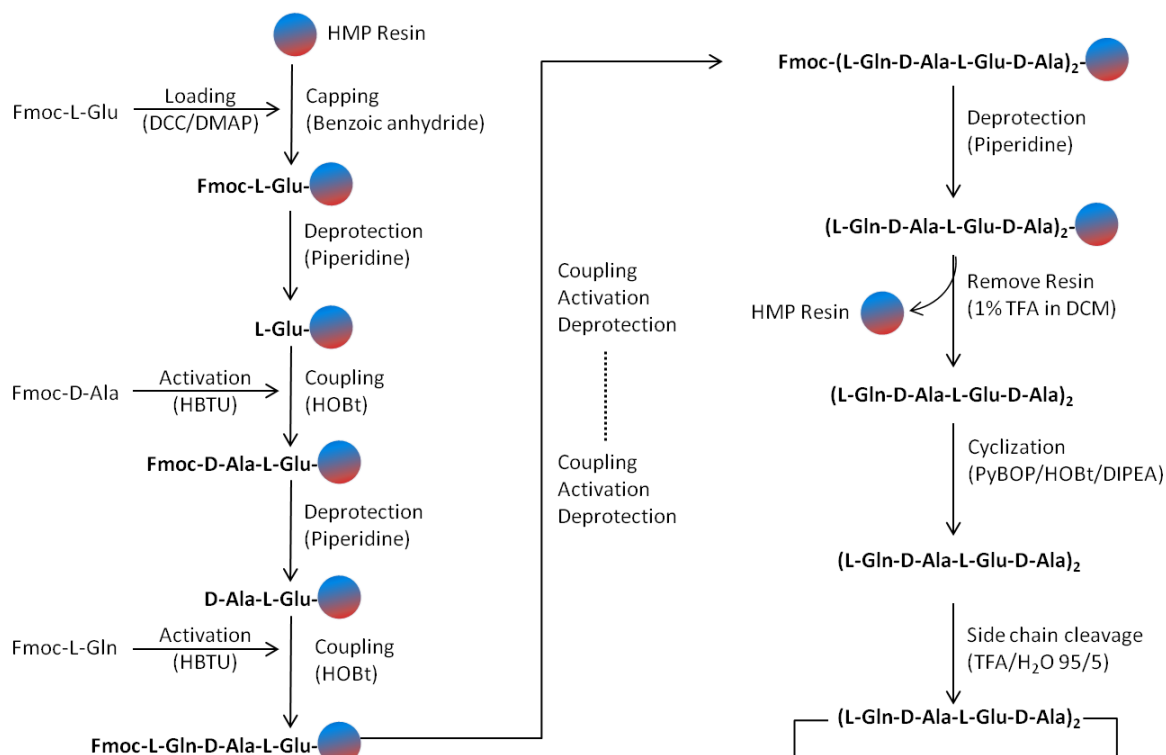 HMP Resin
Fmoc-L-Glu
Loading
(DCC/DMAP)
Capping
(Benzoic anhydride)
Fmoc-L-Glu-
Deprotection
(Piperidine)
L-Glu-
Fmoc-D-Ala
Activation
(HBTU)
Coupling
(HOBt)
Fmoc-D-Ala-L-Glu-
Deprotection
(Piperidine)
D-Ala-L-Glu-
Fmoc-L-Gln
Activation
(HBTU)
Coupling
(HOBt)
Fmoc-L-Gln-D-Ala-L-Glu-
Coupling
Activation
Deprotection
Coupling
Activation
Deprotection
Fmoc-(L-Gln-D-Ala-L-Glu-D-Ala)₂-
Deprotection
(Piperidine)
(L-Gln-D-Ala-L-Glu-D-Ala)₂-
HMP Resin
Remove Resin
(1% TFA in DCM)
(L-Gln-D-Ala-L-Glu-D-Ala)₂
Cyclization
(PyBOP/HOBt/DIPEA)
(L-Gln-D-Ala-L-Glu-D-Ala)₂
Side chain cleavage
(TFA/H₂O 95/5)
(L-Gln-D-Ala-L-Glu-D-Ala)₂